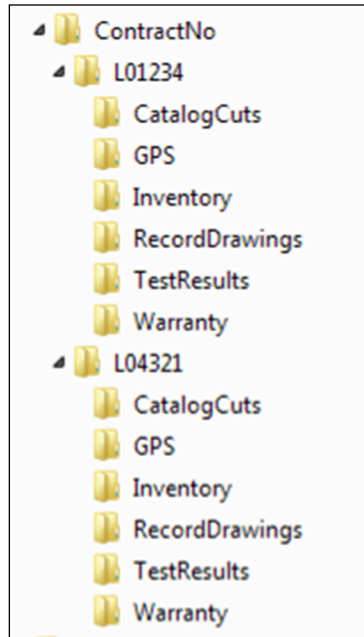 ContractNo
L01234
CatalogCuts
GPS
Inventory
RecordDrawings
TestResults
Warranty
L04321
CatalogCuts
GPS
Inventory
RecordDrawings
TestResults
Warranty